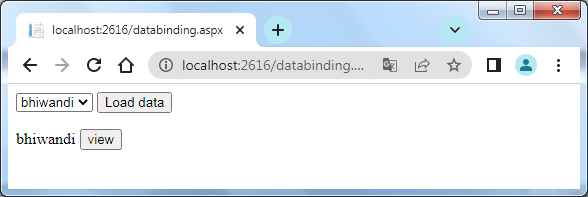 localhost:2616/databinding.aspx
localhost:2616/databinding....
bhiwandi Load data
bhiwandi view